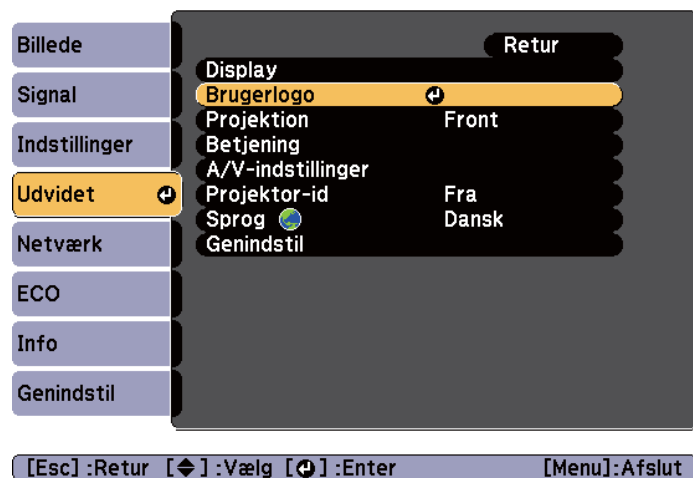 Billede
Signal
Indstillinger
Udvidet
Netværk
ECO
Info
Genindstil
Retur
Display
Brugerlogo
Projektion Front
Betjening
A/V-indstillinger
Projektor-id Fra
Sprog Dansk
Genindstil
[Esc] :Retur [◆] :Vælg [⏎] :Enter [Menu]:Afslut